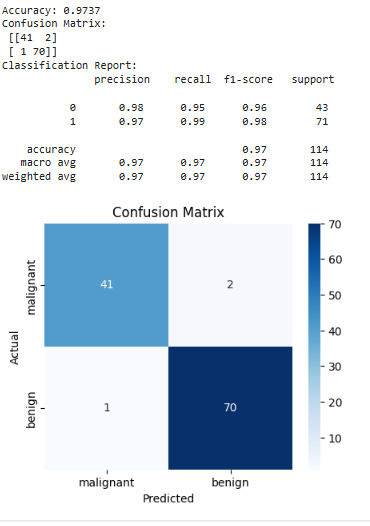 Accuracy: 0.9737
Confusion Matrix:
[[41  2]
[ 1 70]]
Classification Report:
precision    recall  f1-score   support
0       0.98      0.95      0.96        43
1       0.97      0.99      0.98        71
accuracy                           0.97       114
macro avg       0.97      0.97      0.97       114
weighted avg       0.97      0.97      0.97       114
Confusion Matrix
Actual
malignant
benign
41
2
1
70
malignant
benign
Predicted
70
60
50
40
30
20
10